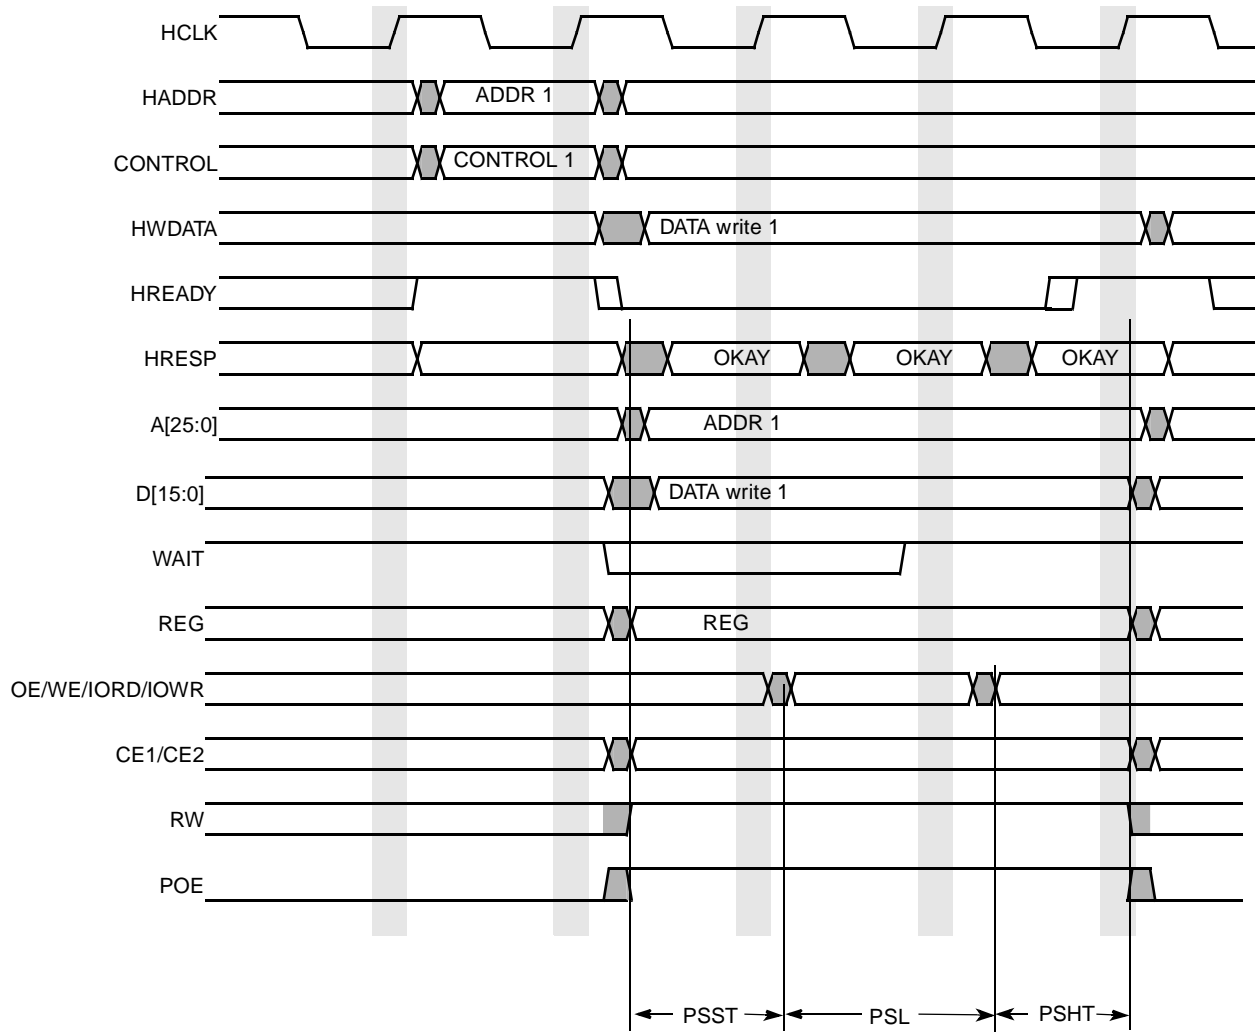 HCLK
HADDR ADDR 1
CONTROL CONTROL 1
HWDATA DATA write 1
HREADY
HRESP OKAY OKAY OKAY
A[25:0] ADDR 1
D[15:0] DATA write 1
WAIT
REG REG
OE/WE/IORD/IOWR
CE1/CE2
RW
POE
PSST PSL PSHT